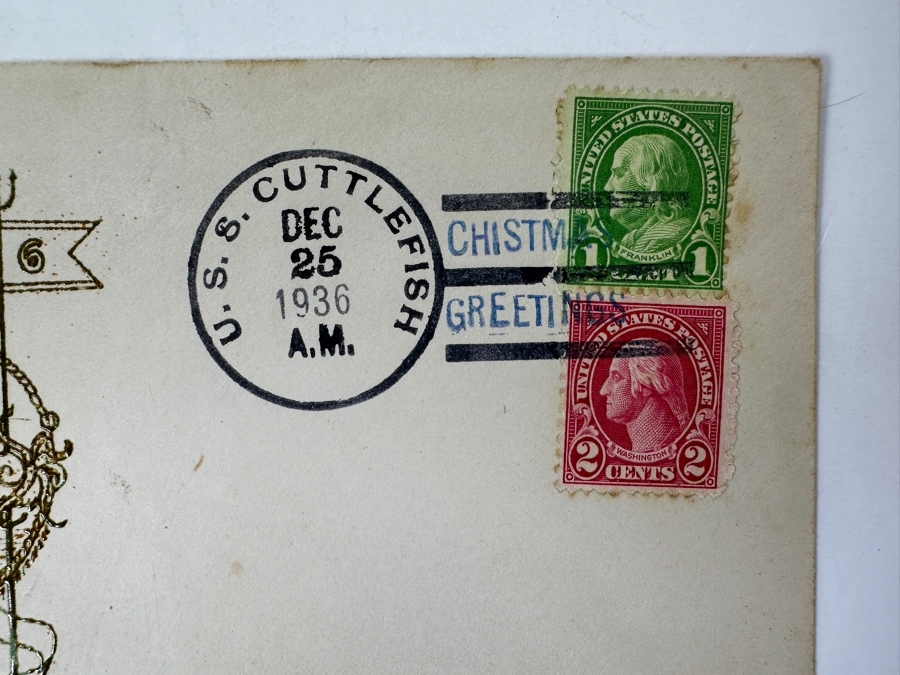 U.S.S. CUTTLEFISH
DEC
25
1936
A.M.
CHISTMAS
GREETINGS
UNITED STATES POSTAGE
FRANKLIN
1 1
UNITED STATES POSTAGE
WASHINGTON
2 CENTS 2
6